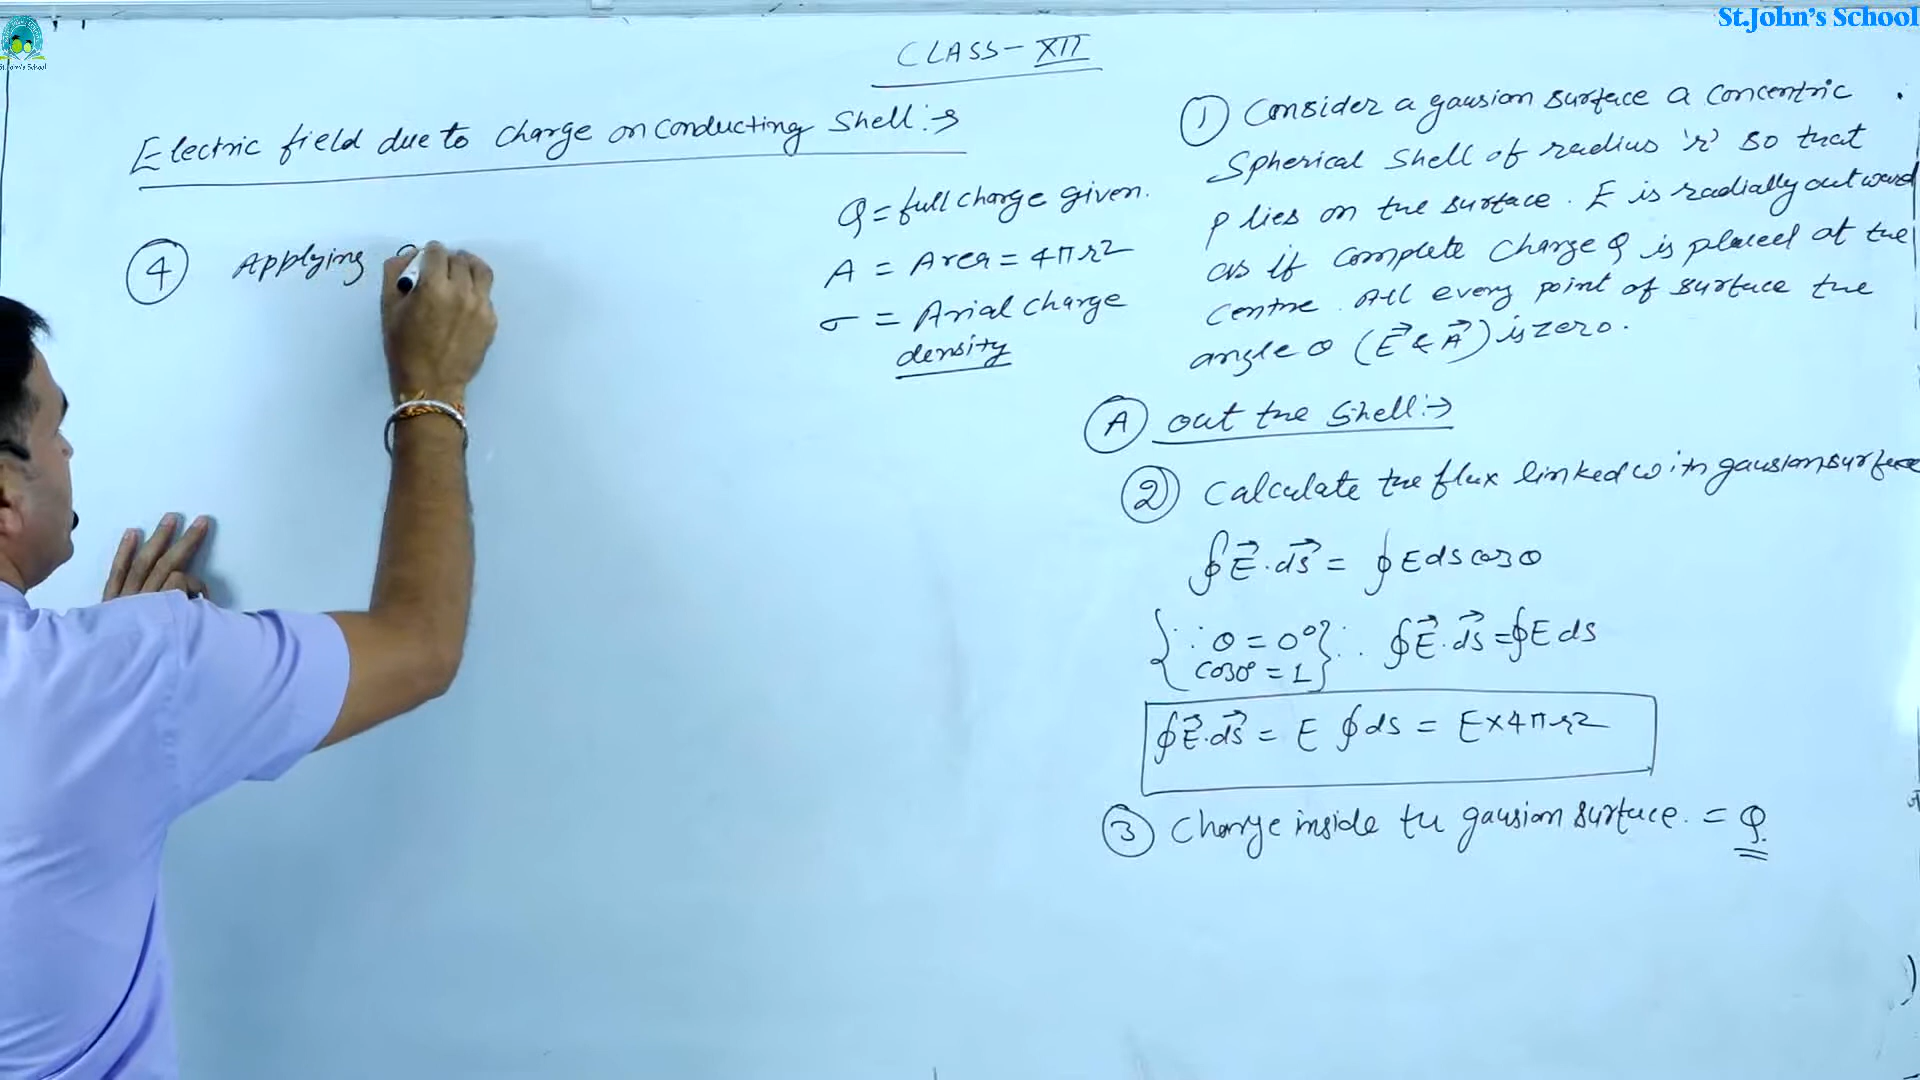 St.John's School
St.John's School
CLASS-XII
Electric field due to charge on conducting Shell:→
Q = full charge given.
A = Area = 4πr2
σ = Arial charge
density
④ Applying
① Consider a gausion surface a concentric
Spherical Shell of radius 'r' so that
P lies on the surface. E is radially outward
as if complete charge Q is placed at the
centre. At every point of surface the
angle θ (E⃗ & A⃗) is zero.
Ⓐ out the Shell:→
② Calculate the flux linked with gausion surface
∮E⃗.ds⃗ = ∮Eds cosθ
{∵ θ = 0°
cos0° = 1} ∴ ∮E⃗.ds⃗ = ∮E ds
∮E⃗.ds⃗ = E ∮ds = E×4πr2
③ Charge inside the gausion surface. = Q.